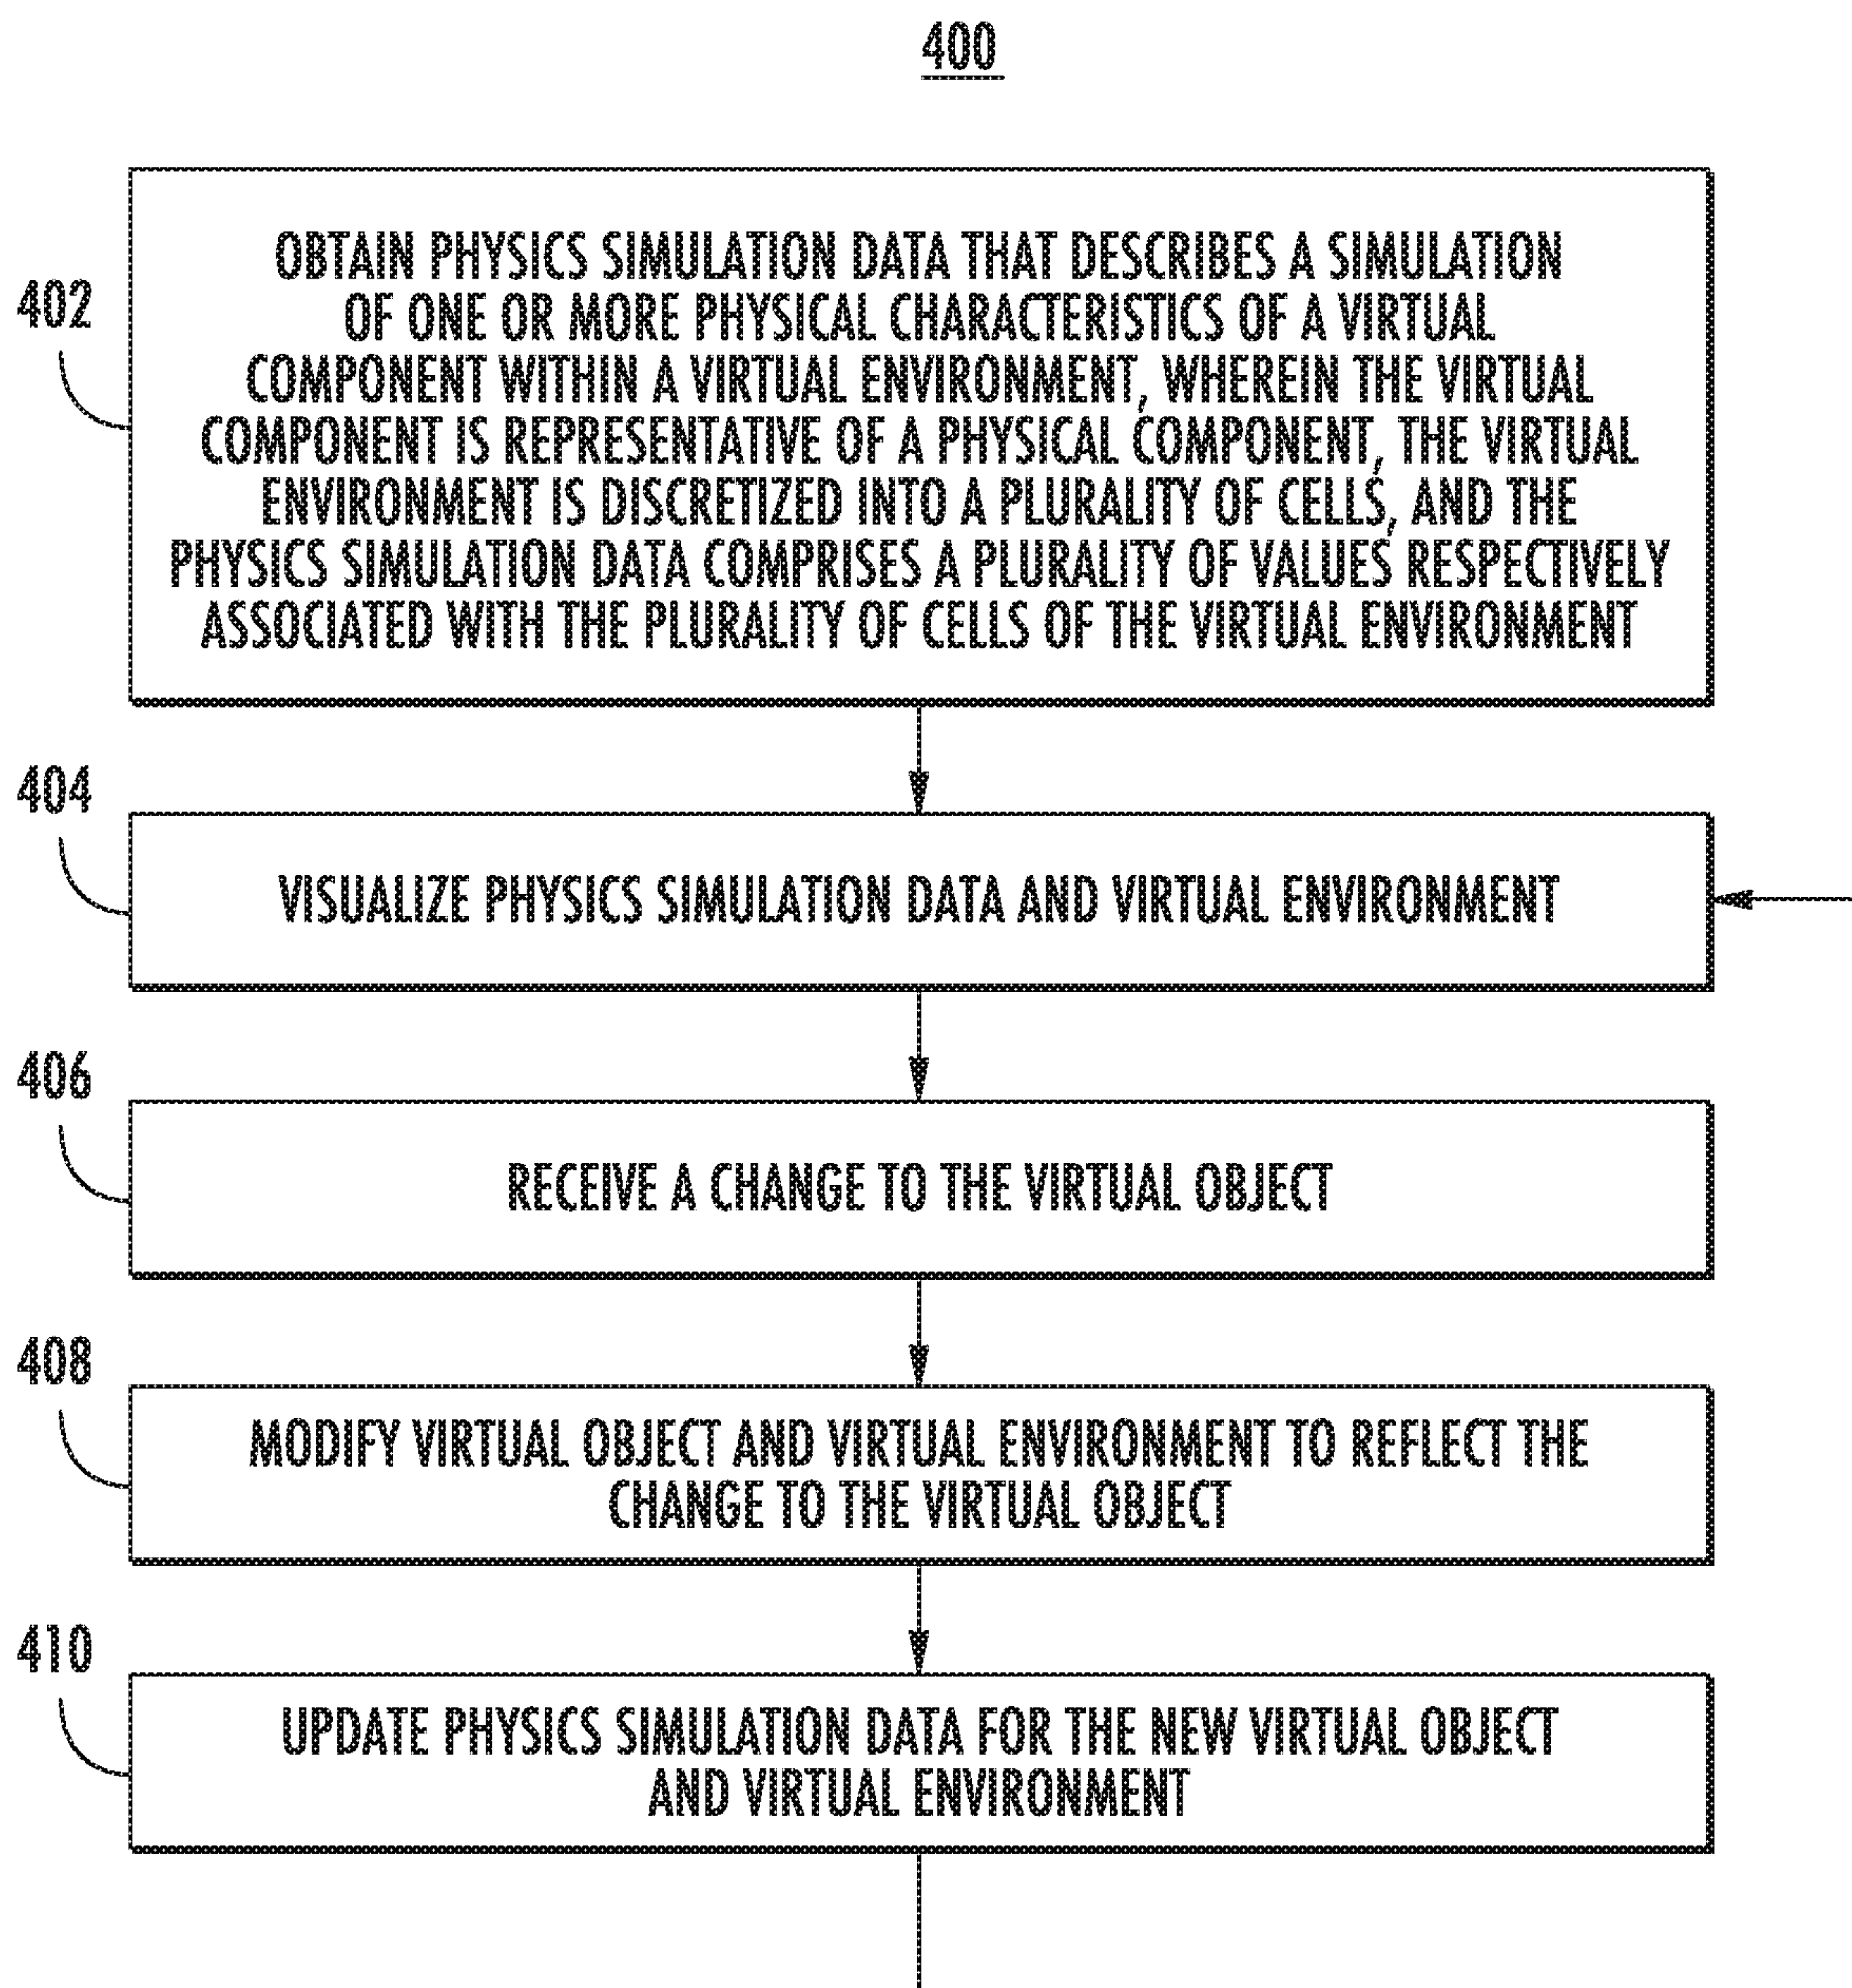 400
402
OBTAIN PHYSICS SIMULATION DATA THAT DESCRIBES A SIMULATION
OF ONE OR MORE PHYSICAL CHARACTERISTICS OF A VIRTUAL
COMPONENT WITHIN A VIRTUAL ENVIRONMENT, WHEREIN THE VIRTUAL
COMPONENT IS REPRESENTATIVE OF A PHYSICAL COMPONENT, THE VIRTUAL
ENVIRONMENT IS DISCRETIZED INTO A PLURALITY OF CELLS, AND THE
PHYSICS SIMULATION DATA COMPRISES A PLURALITY OF VALUES RESPECTIVELY
ASSOCIATED WITH THE PLURALITY OF CELLS OF THE VIRTUAL ENVIRONMENT
404
VISUALIZE PHYSICS SIMULATION DATA AND VIRTUAL ENVIRONMENT
406
RECEIVE A CHANGE TO THE VIRTUAL OBJECT
408
MODIFY VIRTUAL OBJECT AND VIRTUAL ENVIRONMENT TO REFLECT THE
CHANGE TO THE VIRTUAL OBJECT
410
UPDATE PHYSICS SIMULATION DATA FOR THE NEW VIRTUAL OBJECT
AND VIRTUAL ENVIRONMENT